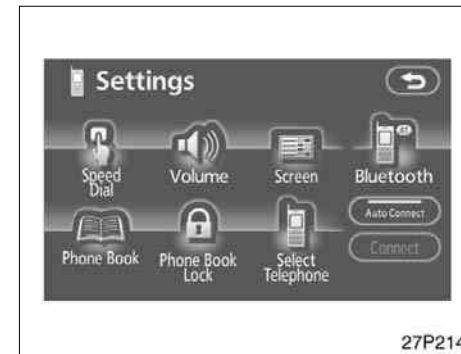 Settings
Speed
Dial
Volume
Screen
Bluetooth
Auto Connect
Connect
Phone Book
Phone Book
Lock
Select
Telephone
27P214